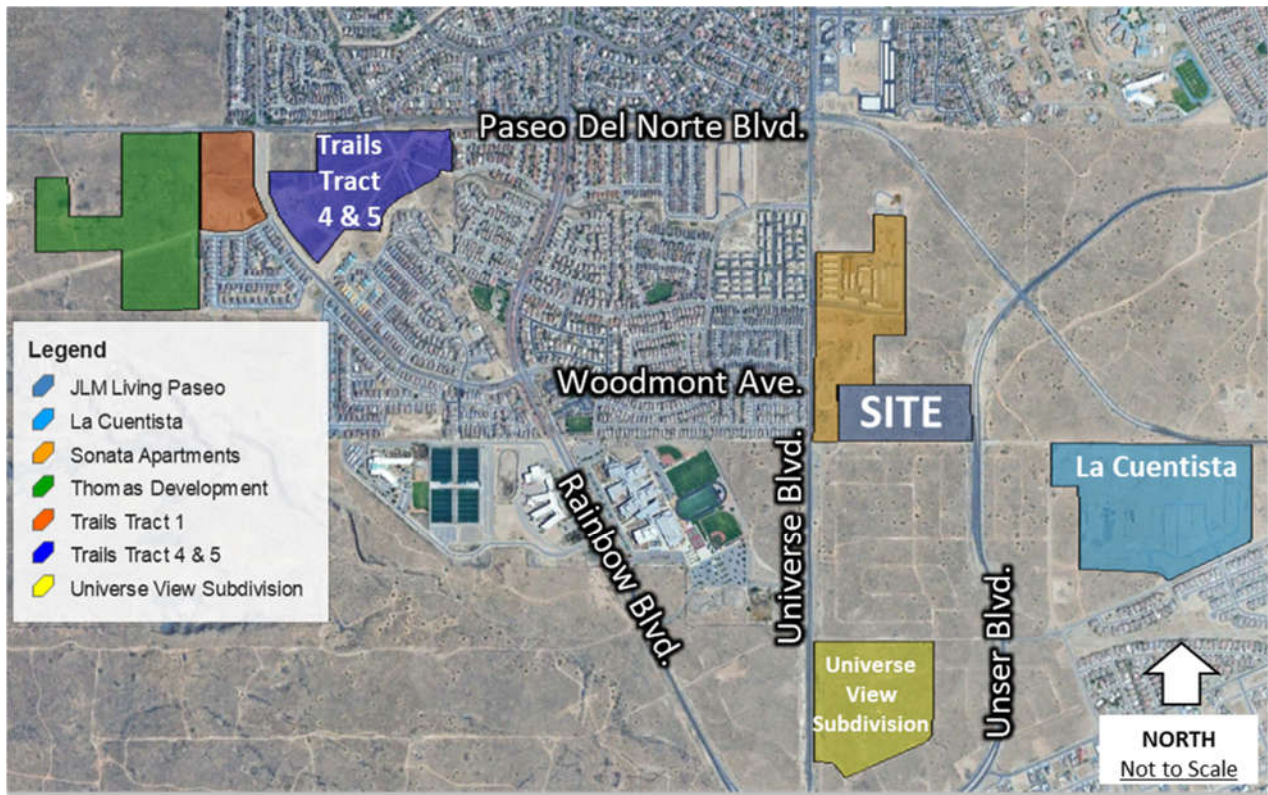 Paseo Del Norte Blvd.
Trails
Tract
4 & 5
Legend
JLM Living Paseo
La Cuentista
Sonata Apartments
Thomas Development
Trails Tract 1
Trails Tract 4 & 5
Universe View Subdivision
Woodmont Ave.
SITE
La Cuentista
Rainbow Blvd.
Universe Blvd.
Unser Blvd.
Universe
View
Subdivision
NORTH
Not to Scale